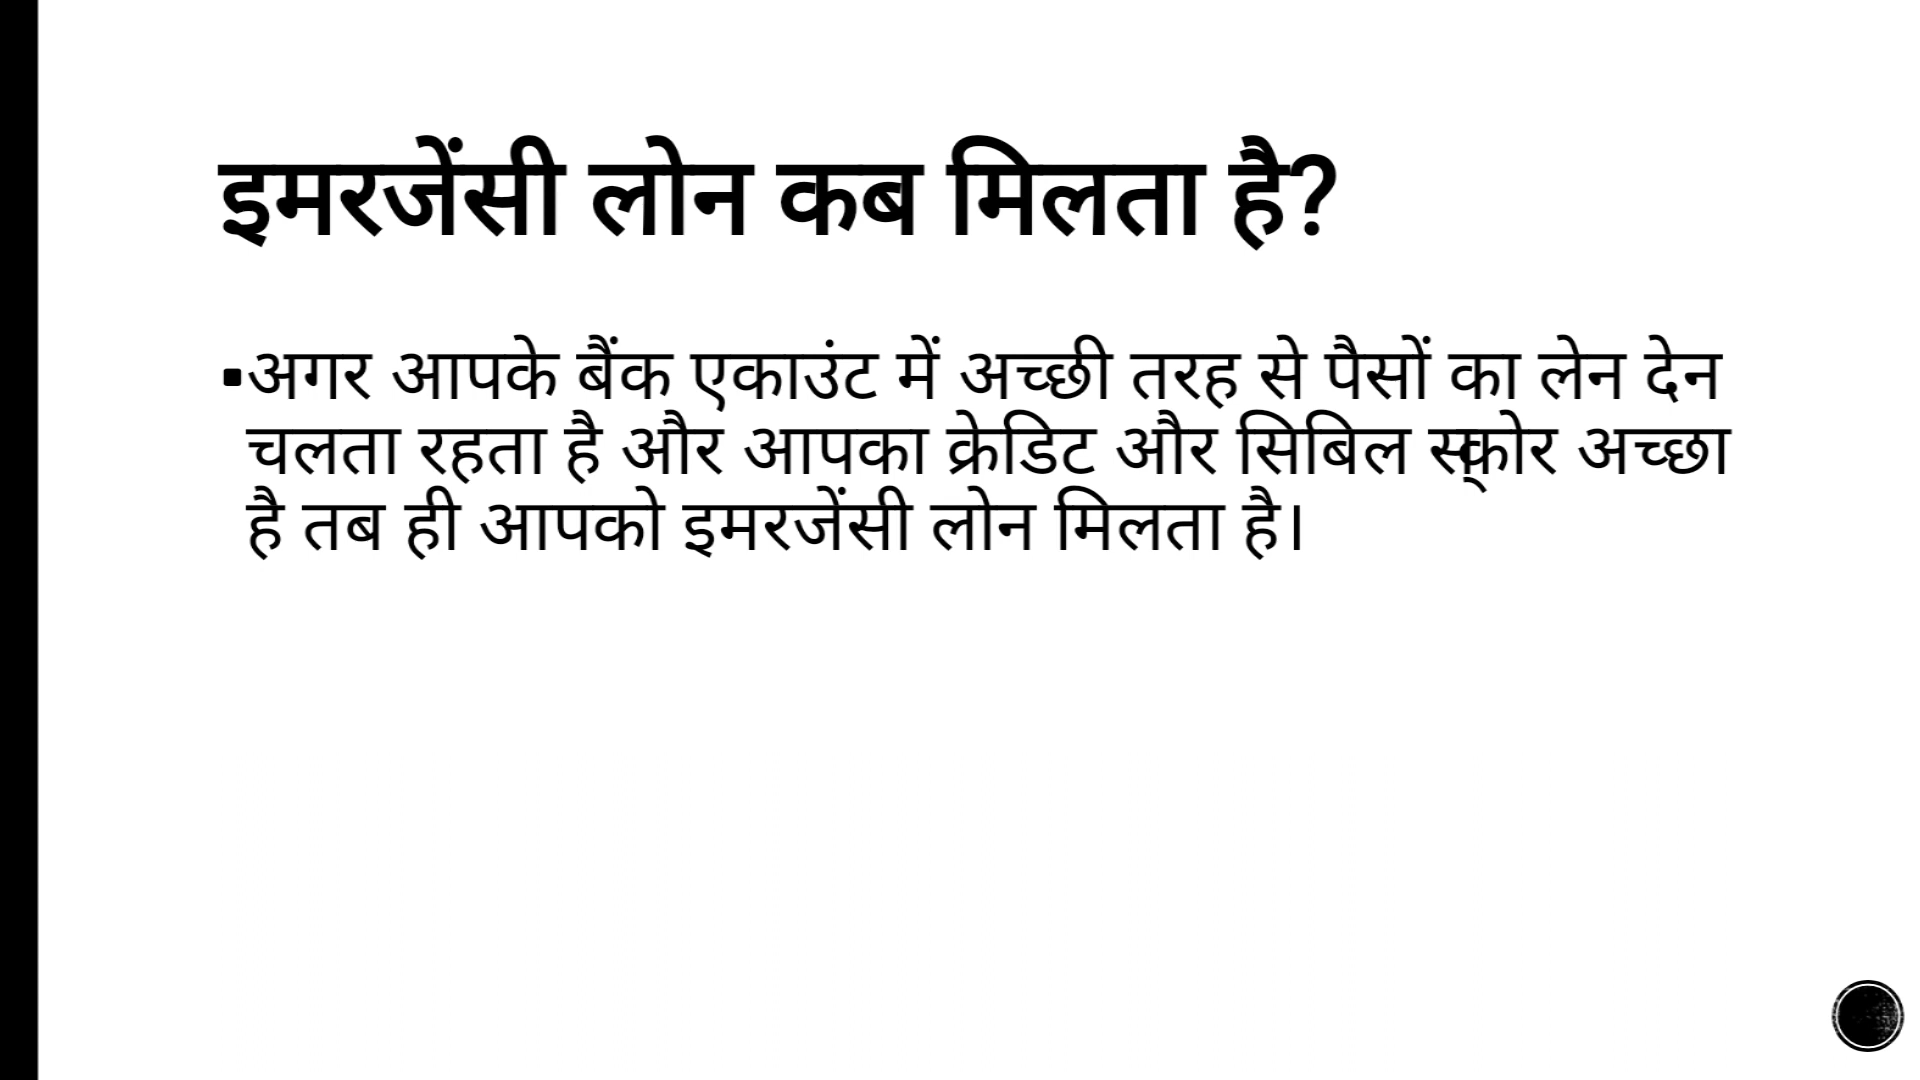 इमरजेंसी लोन कब मिलता है?
▪अगर आपके बैंक एकाउंट में अच्छी तरह से पैसों का लेन देन
चलता रहता है और आपका क्रेडिट और सिबिल स्कोर अच्छा
है तब ही आपको इमरजेंसी लोन मिलता है।